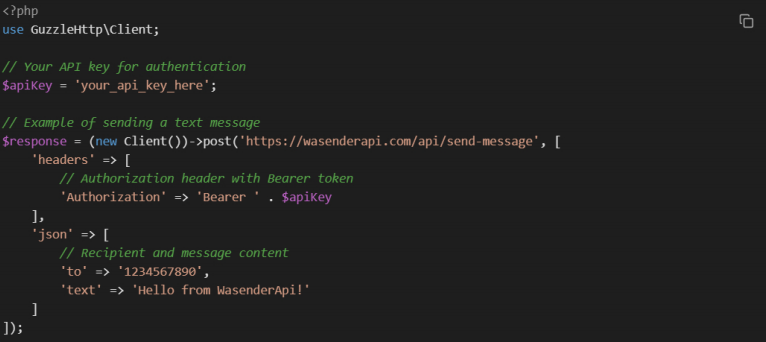 <?php
use GuzzleHttp\Client;
// Your API key for authentication
$apiKey = 'your_api_key_here';
// Example of sending a text message
$response = (new Client())->post('https://wasenderapi.com/api/send-message', [
    'headers' => [
        // Authorization header with Bearer token
        'Authorization' => 'Bearer ' . $apiKey
    ],
    'json' => [
        // Recipient and message content
        'to' => '1234567890',
        'text' => 'Hello from WasenderApi!'
    ]
]);